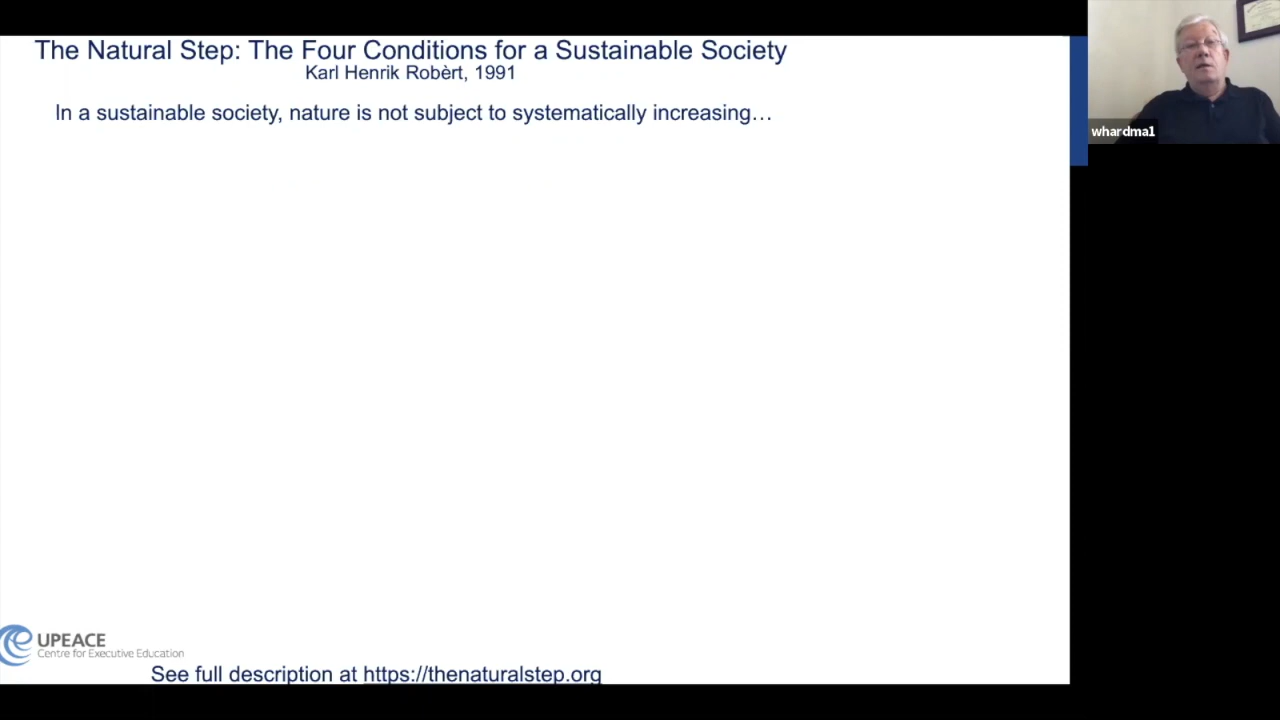 The Natural Step: The Four Conditions for a Sustainable Society
Karl Henrik Robèrt, 1991
In a sustainable society, nature is not subject to systematically increasing…
whardma1
UPEACE
Centre for Executive Education
See full description at https://thenaturalstep.org